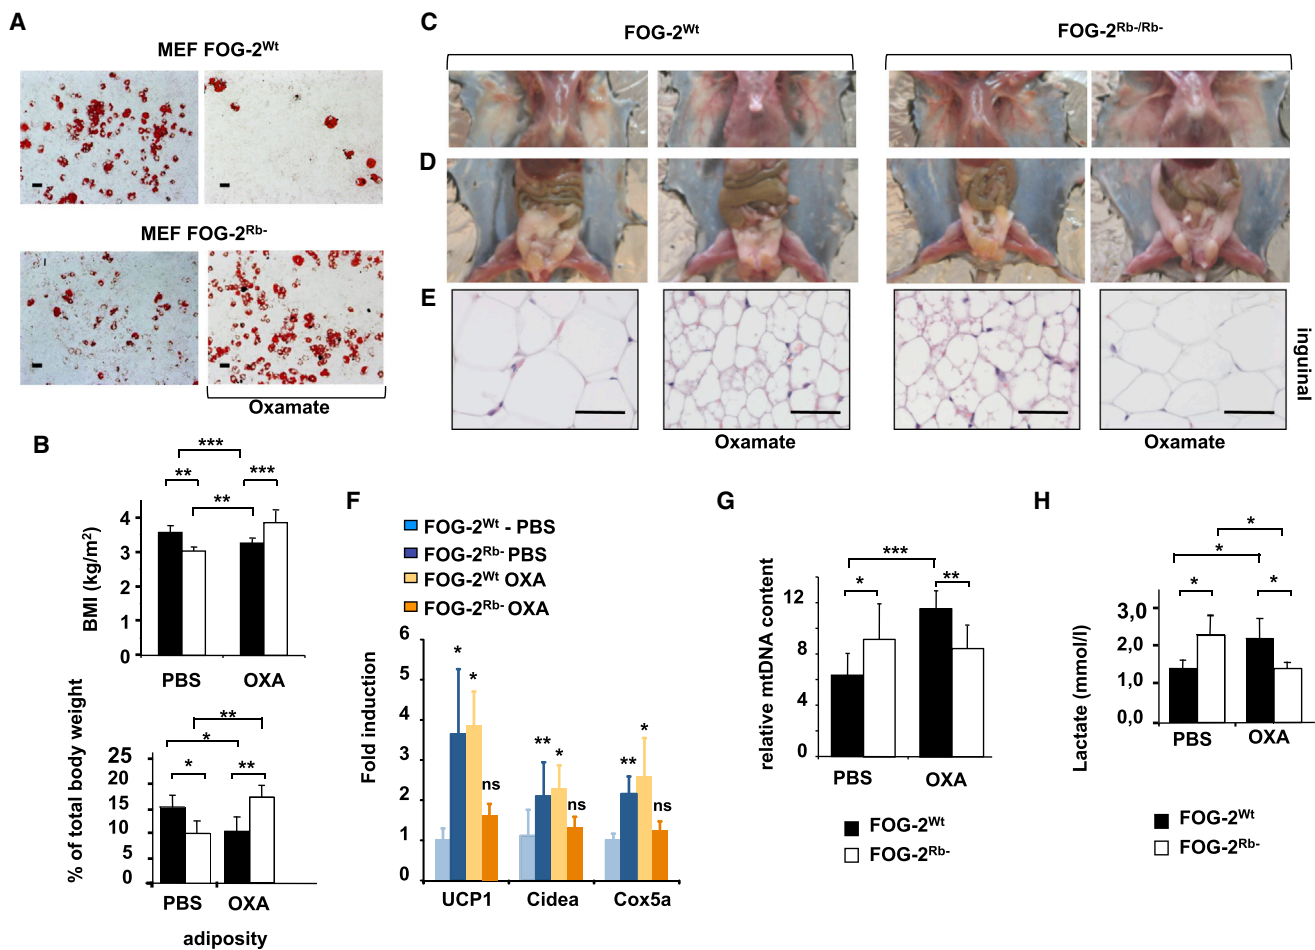 A
MEF FOG-2Wt
MEF FOG-2Rb-
Oxamate
B
***
** ***
**
4
3
2
1
0
BMI (kg/m2)
PBS OXA
**
*
* **
25
20
15
10
5
0
% of total body weight
PBS OXA
adiposity
C
FOG-2Wt FOG-2Rb-/Rb-
D
E
inguinal
Oxamate Oxamate
F
FOG-2Wt - PBS
FOG-2Rb- PBS
FOG-2Wt OXA
FOG-2Rb- OXA
6
5
4
3
2
1
0
Fold induction
* * ns
** * ns
** * ns
UCP1 Cidea Cox5a
G
***
* **
12
8
4
0
relative mtDNA content
PBS OXA
FOG-2Wt
FOG-2Rb-
H
*
*
* *
3,0
2,0
1,0
0,0
Lactate (mmol/l)
PBS OXA
FOG-2Wt
FOG-2Rb-